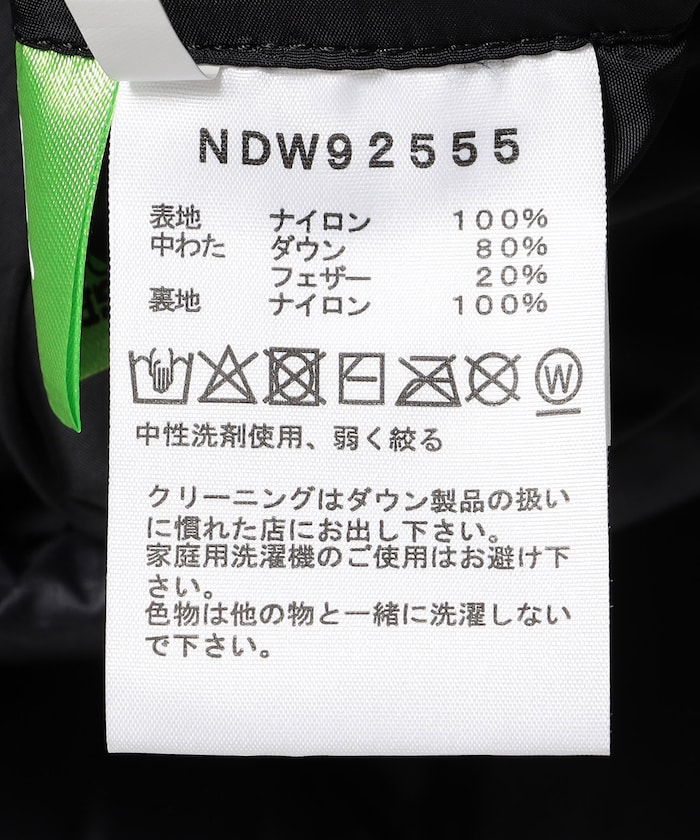 NDW92555
表地 ナイロン 100%
中わた ダウン 80%
フェザー 20%
裏地 ナイロン 100%
W
中性洗剤使用、弱く絞る
クリーニングはダウン製品の扱い
に慣れた店にお出し下さい。
家庭用洗濯機のご使用はお避け下
さい。
色物は他の物と一緒に洗濯しない
で下さい。